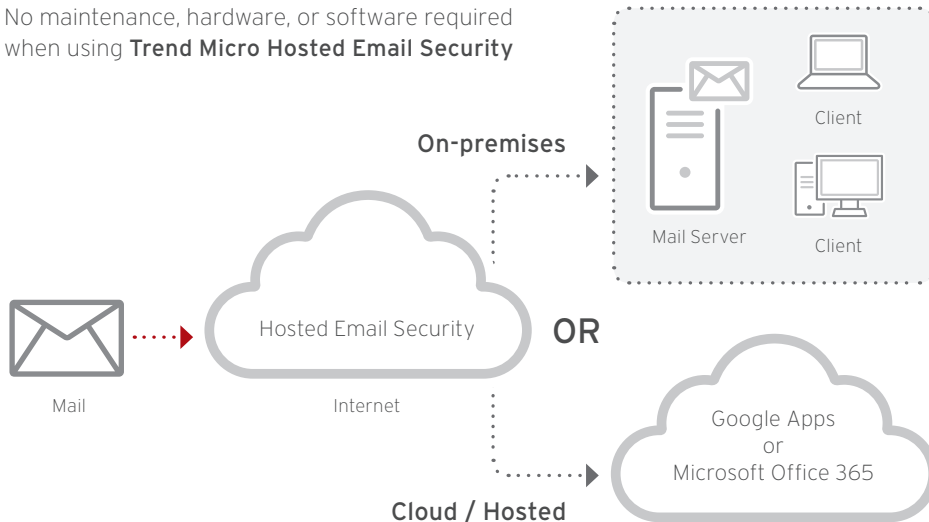 No maintenance, hardware, or software required
when using Trend Micro Hosted Email Security
On-premises
Client
Mail Server
Client
Hosted Email Security
OR
Mail
Internet
Google Apps
or
Microsoft Office 365
Cloud / Hosted